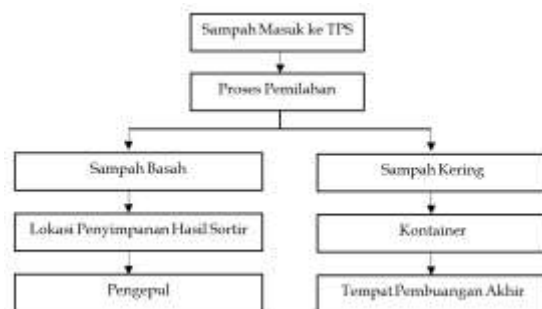 Sampah Masuk ke TPS
Proses Pemilahan
Sampah Basah
Sampah Kering
Lokasi Penyimpanan Hasil Sortir
Kontainer
Pengepul
Tempat Pembuangan Akhir